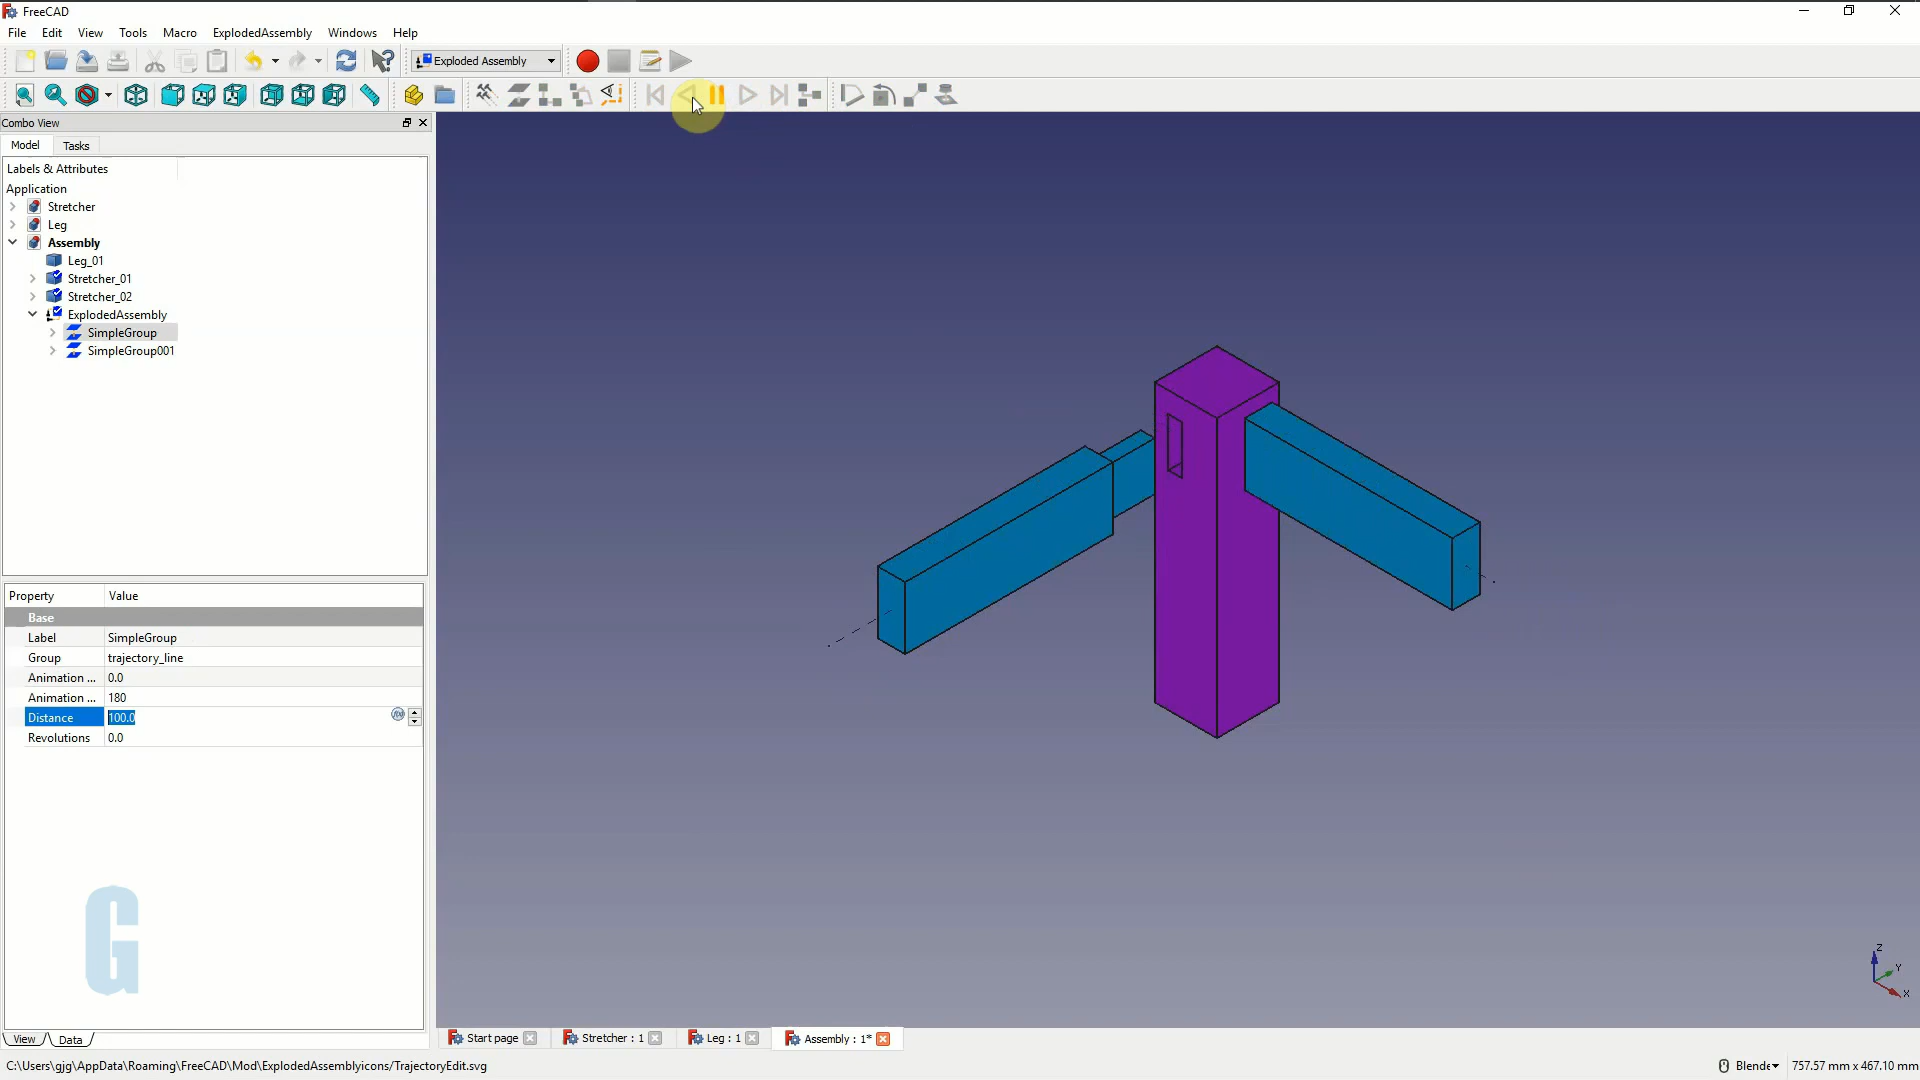 FreeCAD
File Edit View Tools Macro ExplodedAssembly Windows Help
Exploded Assembly
Combo View
Model Tasks
Labels & Attributes
Application
Stretcher
Leg
Assembly
Leg_01
Stretcher_01
Stretcher_02
ExplodedAssembly
SimpleGroup
SimpleGroup001
Property Value
Base
Label SimpleGroup
Group trajectory_line
Animation ... 0.0
Animation ... 180
Distance 100.0
Revolutions 0.0
G
Z
Y
X
View Data
Start page Stretcher : 1 Leg : 1 Assembly : 1*
C:\Users\gjg\AppData\Roaming\FreeCAD\Mod\ExplodedAssemblyicons/TrajectoryEdit.svg
Blende 757.57 mm x 467.10 mm